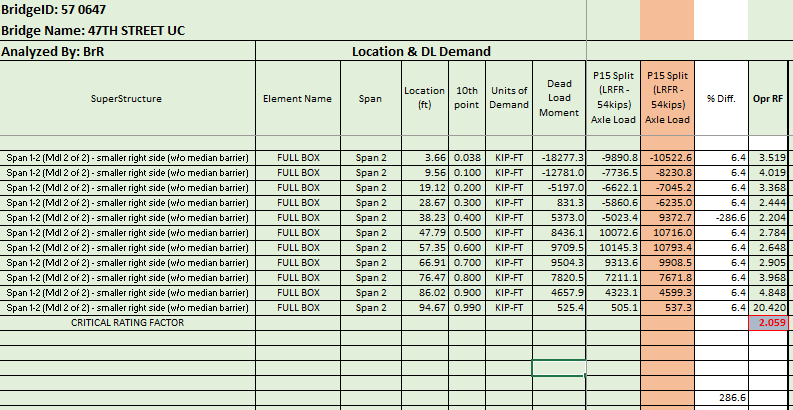 BridgeID: 57 0647
Bridge Name: 47TH STREET UC
Analyzed By: BrR Location & DL Demand
SuperStructure Element Name Span Location (ft) 10th point Units of Demand Dead Load Moment P15 Split (LRFR - 54kips) Axle Load P15 Split (LRFR - 54kips) Axle Load % Diff. Opr RF
Span 1-2 (Mdl 2 of 2) - smaller right side (w/o median barrier) FULL BOX Span 2 3.66 0.038 KIP-FT -18277.3 -9890.8 -10522.6 6.4 3.519
Span 1-2 (Mdl 2 of 2) - smaller right side (w/o median barrier) FULL BOX Span 2 9.56 0.100 KIP-FT -12781.0 -7736.5 -8230.8 6.4 4.019
Span 1-2 (Mdl 2 of 2) - smaller right side (w/o median barrier) FULL BOX Span 2 19.12 0.200 KIP-FT -5197.0 -6622.1 -7045.2 6.4 3.368
Span 1-2 (Mdl 2 of 2) - smaller right side (w/o median barrier) FULL BOX Span 2 28.67 0.300 KIP-FT 831.3 -5860.6 -6235.0 6.4 2.444
Span 1-2 (Mdl 2 of 2) - smaller right side (w/o median barrier) FULL BOX Span 2 38.23 0.400 KIP-FT 5373.0 -5023.4 9372.7 -286.6 2.204
Span 1-2 (Mdl 2 of 2) - smaller right side (w/o median barrier) FULL BOX Span 2 47.79 0.500 KIP-FT 8436.1 10072.6 10716.0 6.4 2.784
Span 1-2 (Mdl 2 of 2) - smaller right side (w/o median barrier) FULL BOX Span 2 57.35 0.600 KIP-FT 9709.5 10145.3 10793.4 6.4 2.648
Span 1-2 (Mdl 2 of 2) - smaller right side (w/o median barrier) FULL BOX Span 2 66.91 0.700 KIP-FT 9504.3 9313.6 9908.5 6.4 2.905
Span 1-2 (Mdl 2 of 2) - smaller right side (w/o median barrier) FULL BOX Span 2 76.47 0.800 KIP-FT 7820.5 7211.1 7671.8 6.4 3.968
Span 1-2 (Mdl 2 of 2) - smaller right side (w/o median barrier) FULL BOX Span 2 86.02 0.900 KIP-FT 4657.9 4323.1 4599.3 6.4 4.848
Span 1-2 (Mdl 2 of 2) - smaller right side (w/o median barrier) FULL BOX Span 2 94.67 0.990 KIP-FT 525.4 505.1 537.3 6.4 20.420
CRITICAL RATING FACTOR 2.059
286.6